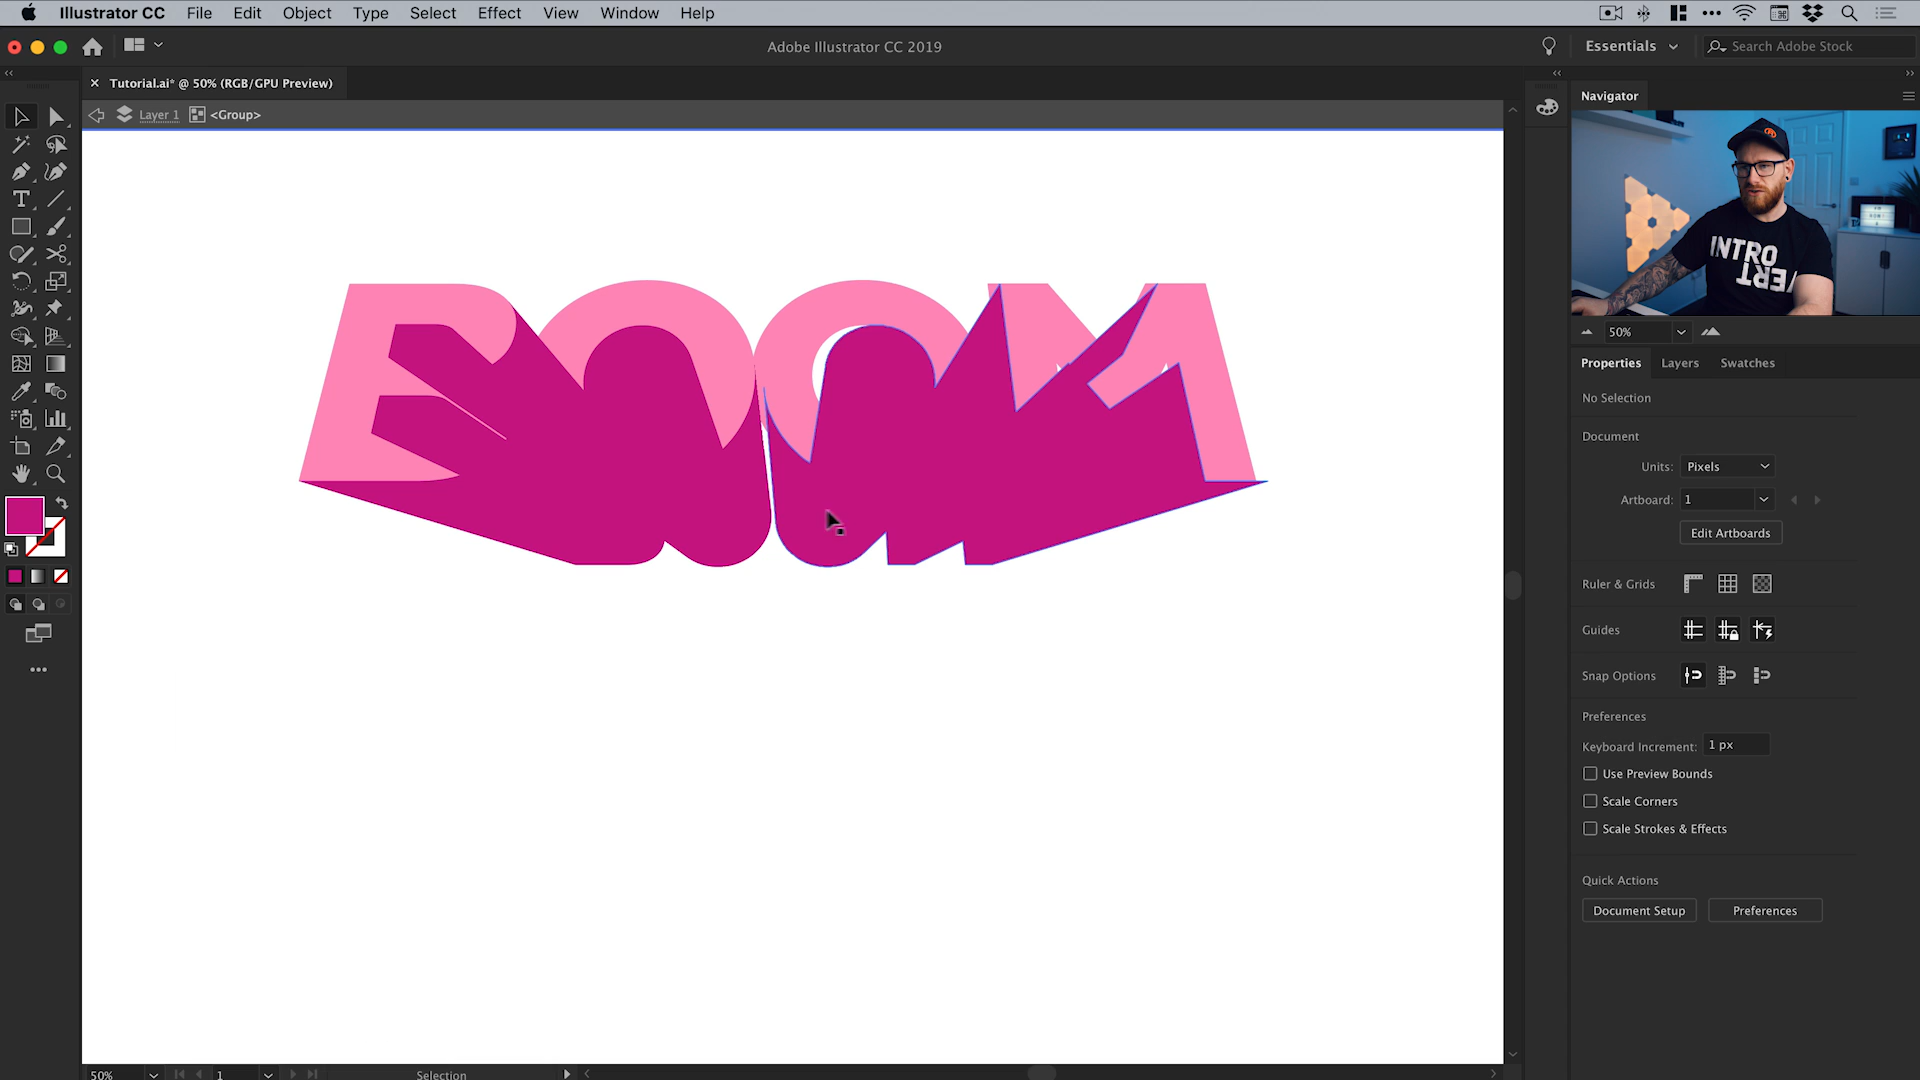 Illustrator CC File Edit Object Type Select Effect View Window Help
Adobe Illustrator CC 2019
Essentials
Search Adobe Stock
Tutorial.ai* @ 50% (RGB/GPU Preview)
Layer 1 <Group>
Navigator
INTRO
VERT
50%
BOOM
Properties Layers Swatches
No Selection
Document
Units: Pixels
Artboard: 1
Edit Artboards
Ruler & Grids
Guides
Snap Options
Preferences
Keyboard Increment: 1 px
Use Preview Bounds
Scale Corners
Scale Strokes & Effects
Quick Actions
Document Setup Preferences
50% 1 Selection